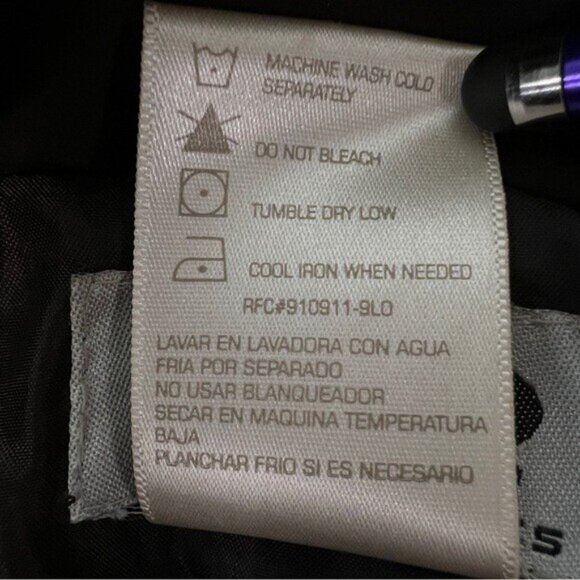 MACHINE WASH COLD
SEPARATELY
DO NOT BLEACH
TUMBLE DRY LOW
COOL IRON WHEN NEEDED
RFC#910911-9L0
LAVAR EN LAVADORA CON AGUA
FRIA POR SEPARADO
NO USAR BLANQUEADOR
SECAR EN MAQUINA TEMPERATURA
BAJA
PLANCHAR FRIO SI ES NECESARIO
5